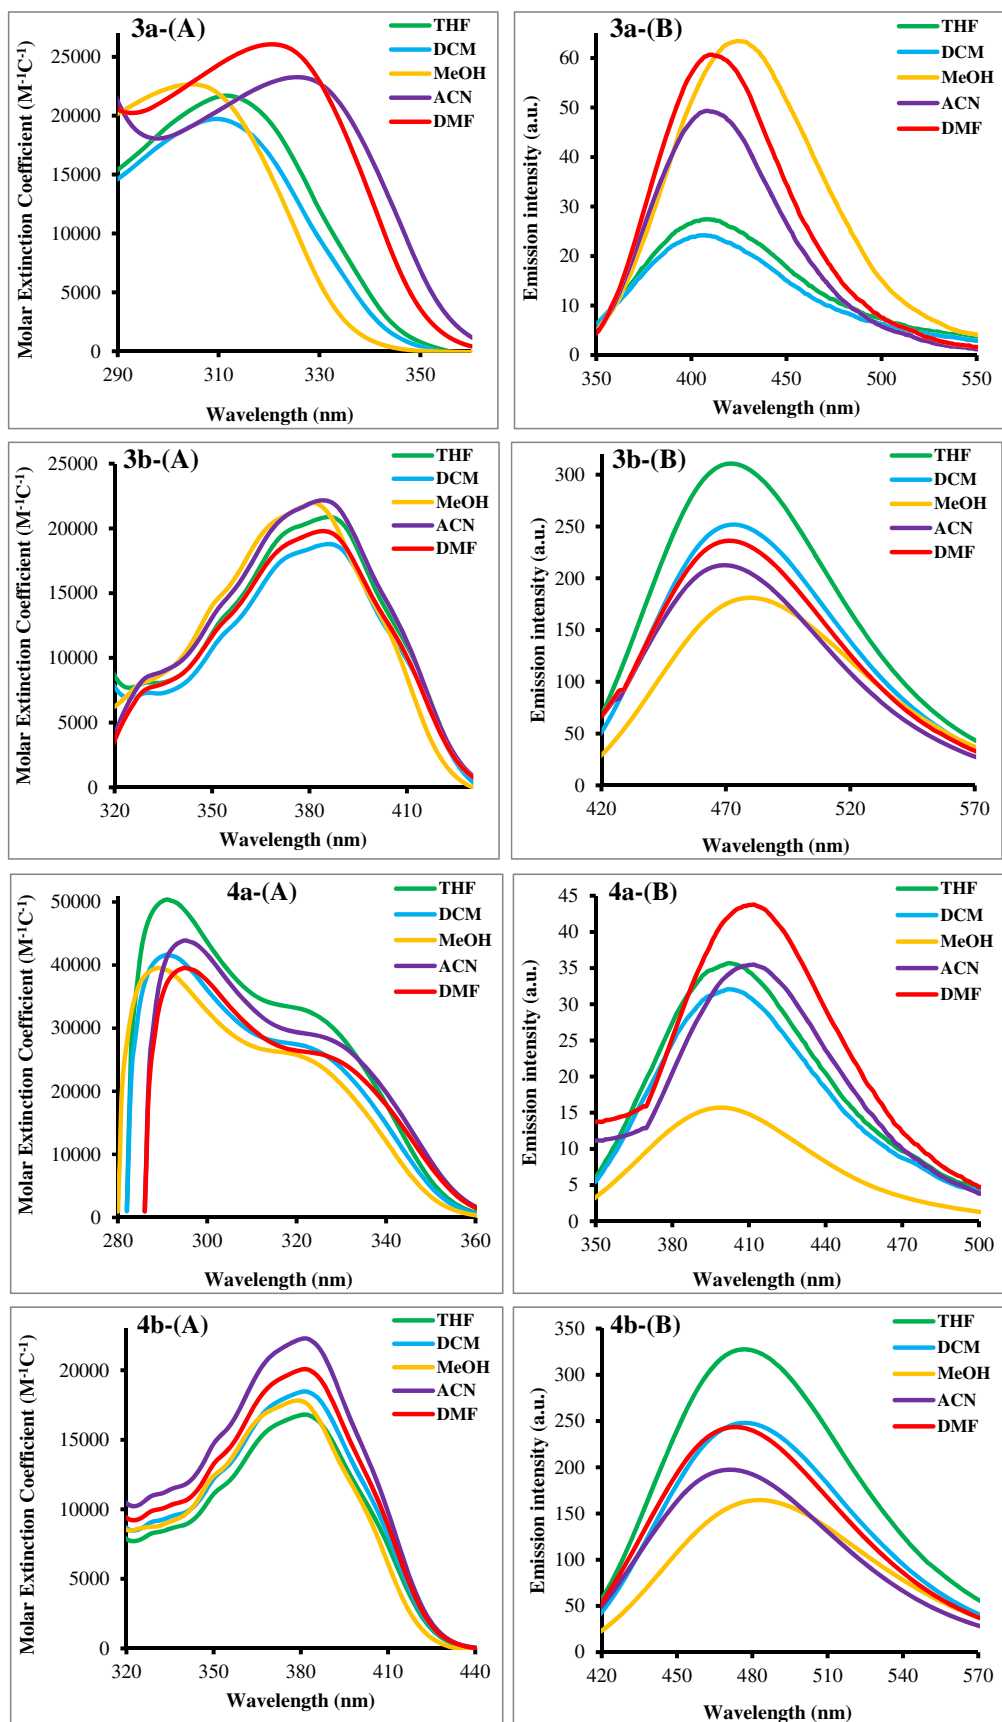 3a-(A)
THF
DCM
MeOH
ACN
DMF
Molar Extinction Coefficient (M⁻¹C⁻¹)
25000
20000
15000
10000
5000
0
290
310
330
350
Wavelength (nm)
3a-(B)
THF
DCM
MeOH
ACN
DMF
Emission intensity (a.u.)
70
60
50
40
30
20
10
0
350
400
450
500
550
Wavelength (nm)
3b-(A)
THF
DCM
MeOH
ACN
DMF
Molar Extinction Coefficient (M⁻¹C⁻¹)
25000
20000
15000
10000
5000
0
320
350
380
410
Wavelength (nm)
3b-(B)
THF
DCM
MeOH
ACN
DMF
Emission intensity (a.u.)
300
250
200
150
100
50
0
420
470
520
570
Wavelength (nm)
4a-(A)
THF
DCM
MeOH
ACN
DMF
Molar Extinction Coefficient (M⁻¹C⁻¹)
50000
40000
30000
20000
10000
0
280
300
320
340
360
Wavelength (nm)
4a-(B)
THF
DCM
MeOH
ACN
DMF
Emission intensity (a.u.)
45
40
35
30
25
20
15
10
5
0
350
380
410
440
470
500
Wavelength (nm)
4b-(A)
THF
DCM
MeOH
ACN
DMF
Molar Extinction Coefficient (M⁻¹C⁻¹)
20000
15000
10000
5000
0
320
350
380
410
440
Wavelength (nm)
4b-(B)
THF
DCM
MeOH
ACN
DMF
Emission intensity (a.u.)
350
300
250
200
150
100
50
0
420
450
480
510
540
570
Wavelength (nm)